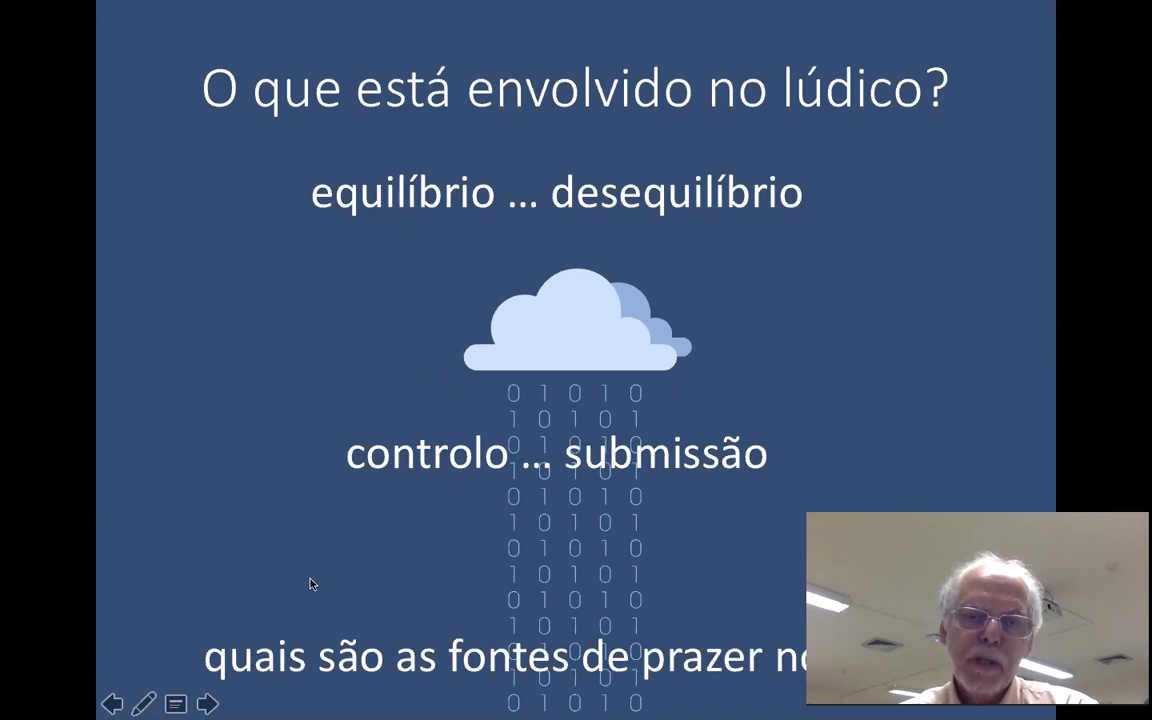 O que está envolvido no lúdico?
equilíbrio ... desequilíbrio
0 1 0 1 0
1 0 1 0 1
controlo ... submissão
0 1 0 1 0
1 0 1 0 1
0 1 0 1 0
1 0 1 0 1
0 1 0 1 0
1 0 1 0 1
quais são as fontes de prazer
0 1 0 1 0